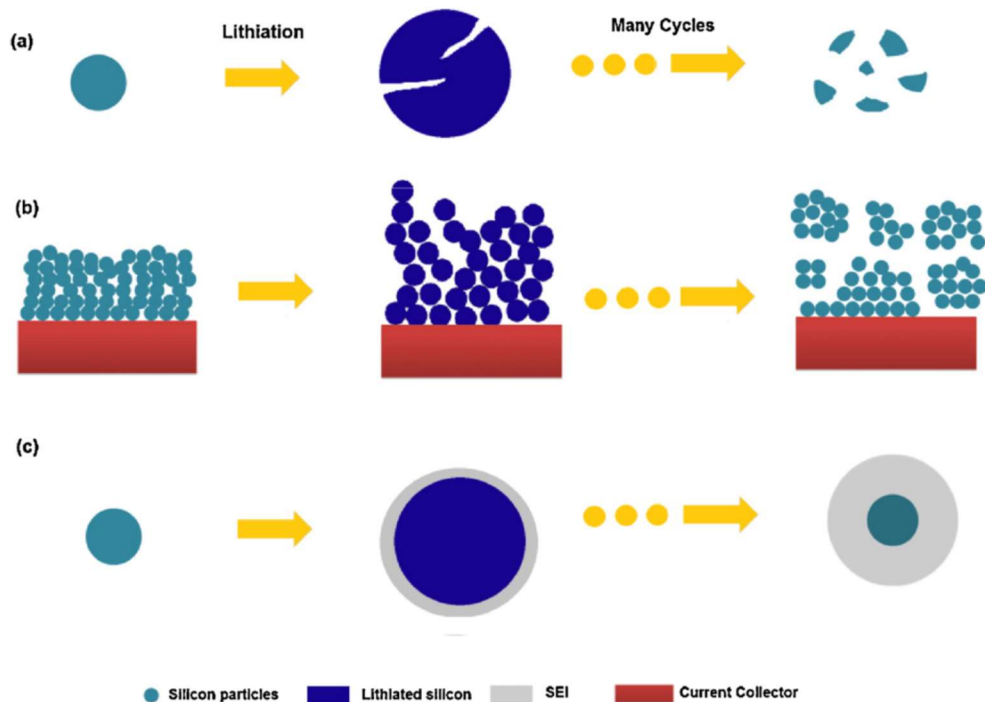 (a)
Lithiation
Many Cycles
(b)
(c)
Silicon particles
Lithiated silicon
SEI
Current Collector